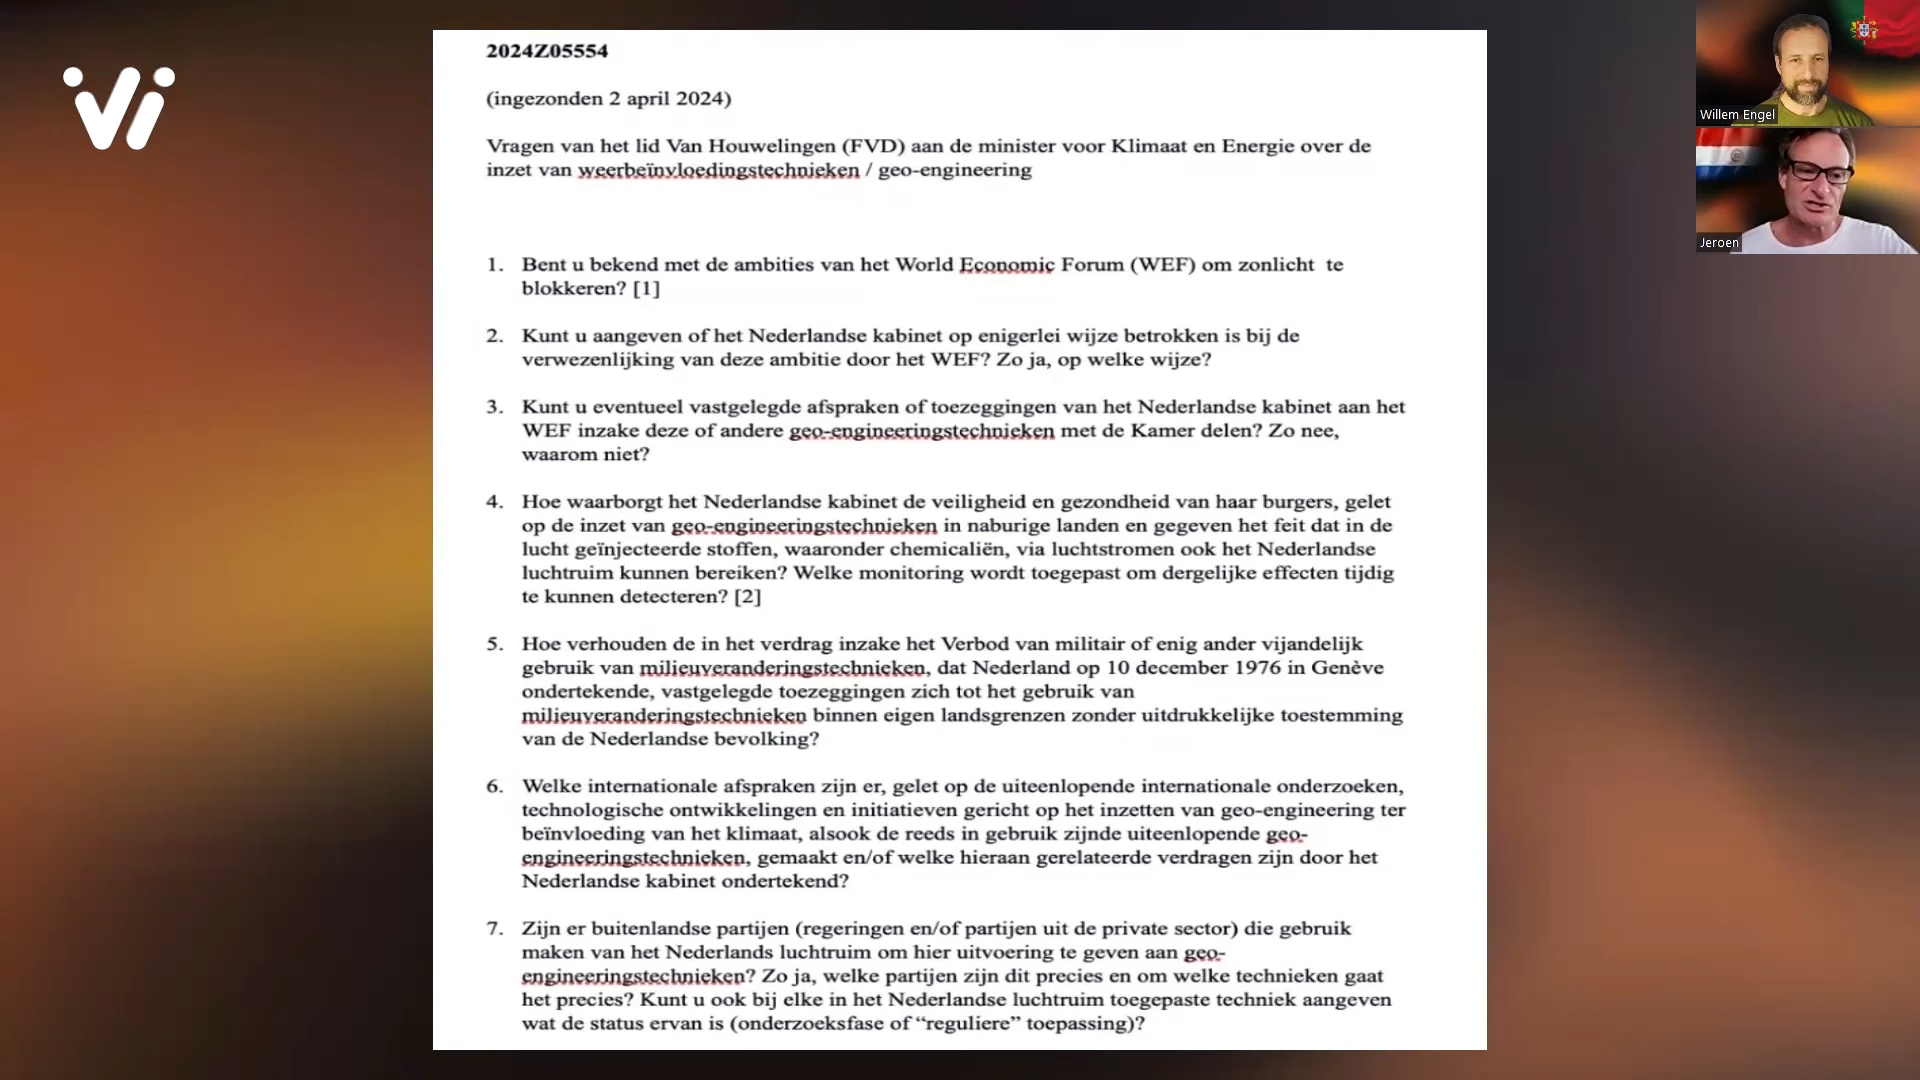 2024Z05554
(ingezonden 2 april 2024)
Vragen van het lid Van Houwelingen (FVD) aan de minister voor Klimaat en Energie over de
inzet van weerbeïnvloedingstechnieken / geo-engineering
1. Bent u bekend met de ambities van het World Economic Forum (WEF) om zonlicht te
blokkeren? [1]
2. Kunt u aangeven of het Nederlandse kabinet op enigerlei wijze betrokken is bij de
verwezenlijking van deze ambitie door het WEF? Zo ja, op welke wijze?
3. Kunt u eventueel vastgelegde afspraken of toezeggingen van het Nederlandse kabinet aan het
WEF inzake deze of andere geo-engineeringstechnieken met de Kamer delen? Zo nee,
waarom niet?
4. Hoe waarborgt het Nederlandse kabinet de veiligheid en gezondheid van haar burgers, gelet
op de inzet van geo-engineeringstechnieken in naburige landen en gegeven het feit dat in de
lucht geïnjecteerde stoffen, waaronder chemicaliën, via luchtstromen ook het Nederlandse
luchtruim kunnen bereiken? Welke monitoring wordt toegepast om dergelijke effecten tijdig
te kunnen detecteren? [2]
5. Hoe verhouden de in het verdrag inzake het Verbod van militair of enig ander vijandelijk
gebruik van milieuveranderingstechnieken, dat Nederland op 10 december 1976 in Genève
ondertekende, vastgelegde toezeggingen zich tot het gebruik van
milieuveranderingstechnieken binnen eigen landsgrenzen zonder uitdrukkelijke toestemming
van de Nederlandse bevolking?
6. Welke internationale afspraken zijn er, gelet op de uiteenlopende internationale onderzoeken,
technologische ontwikkelingen en initiatieven gericht op het inzetten van geo-engineering ter
beïnvloeding van het klimaat, alsook de reeds in gebruik zijnde uiteenlopende geo-
engineeringstechnieken, gemaakt en/of welke hieraan gerelateerde verdragen zijn door het
Nederlandse kabinet ondertekend?
7. Zijn er buitenlandse partijen (regeringen en/of partijen uit de private sector) die gebruik
maken van het Nederlands luchtruim om hier uitvoering te geven aan geo-
engineeringstechnieken? Zo ja, welke partijen zijn dit precies en om welke technieken gaat
het precies? Kunt u ook bij elke in het Nederlandse luchtruim toegepaste techniek aangeven
wat de status ervan is (onderzoeksfase of “reguliere” toepassing)?
Willem Engel
Jeroen